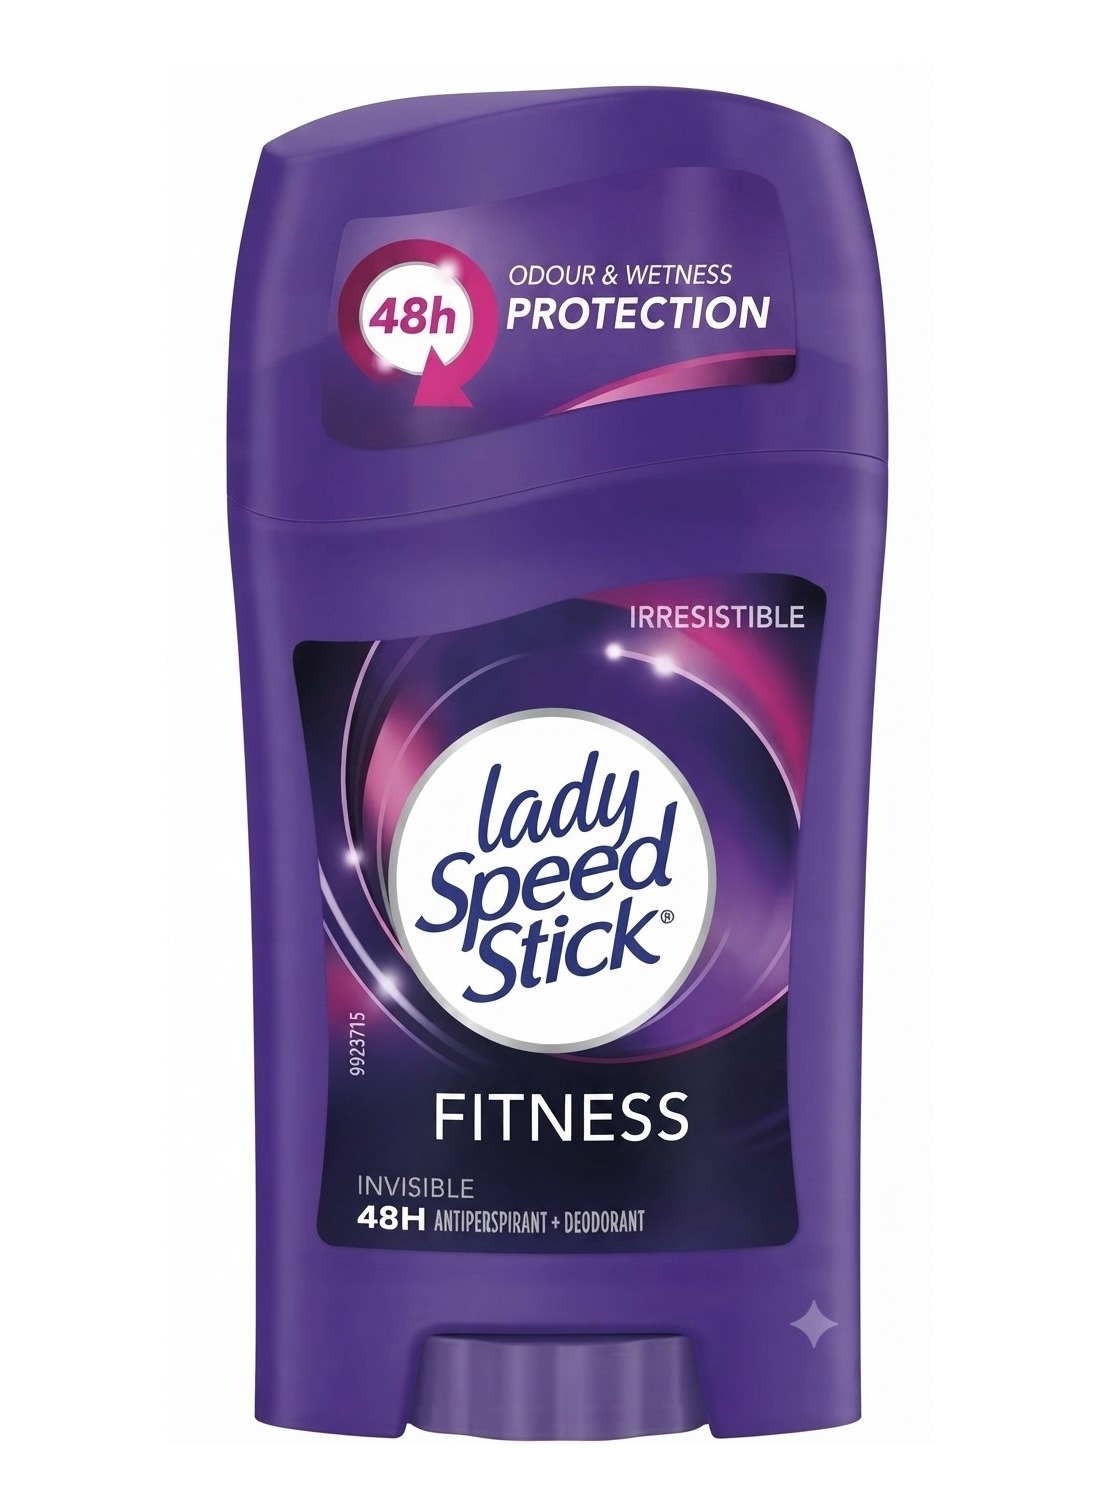 48h
ODOUR & WETNESS
PROTECTION
IRRESISTIBLE
lady
Speed
Stick®
9923715
FITNESS
INVISIBLE
48H ANTIPERSPIRANT + DEODORANT